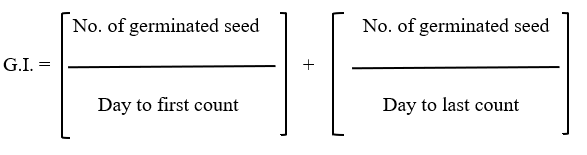 No. of germinated seed No. of germinated seed
G.I. = +
Day to first count Day to last count